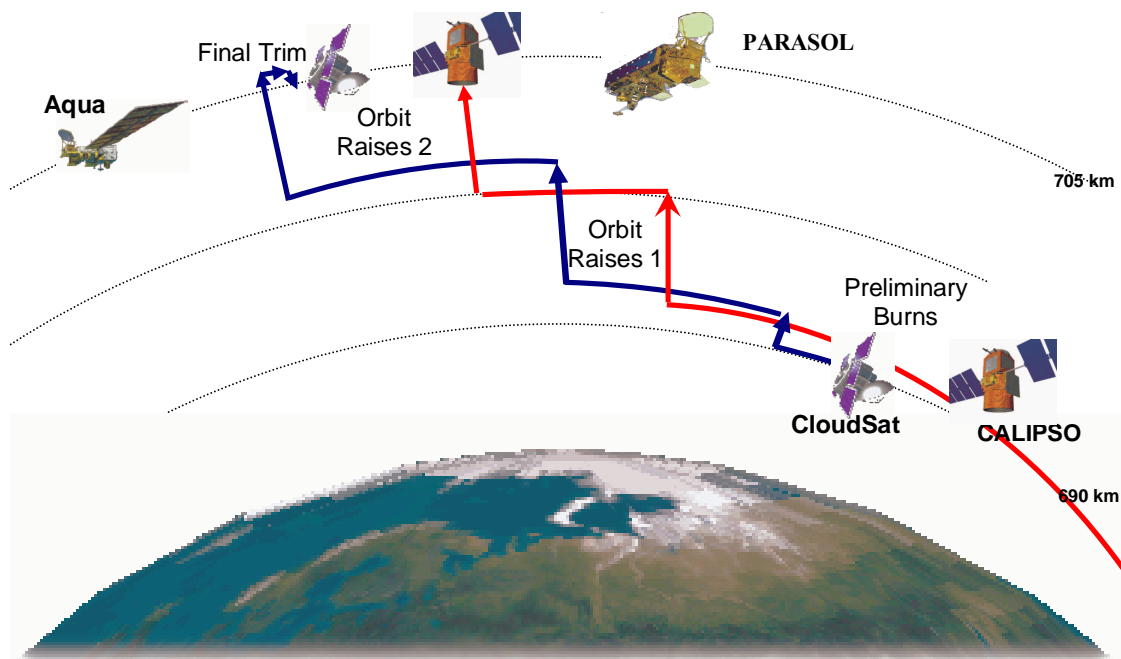 Final Trim
PARASOL
Aqua
Orbit
Raises 2
705 km
Orbit
Raises 1
Preliminary
Burns
CloudSat
CALIPSO
690 km